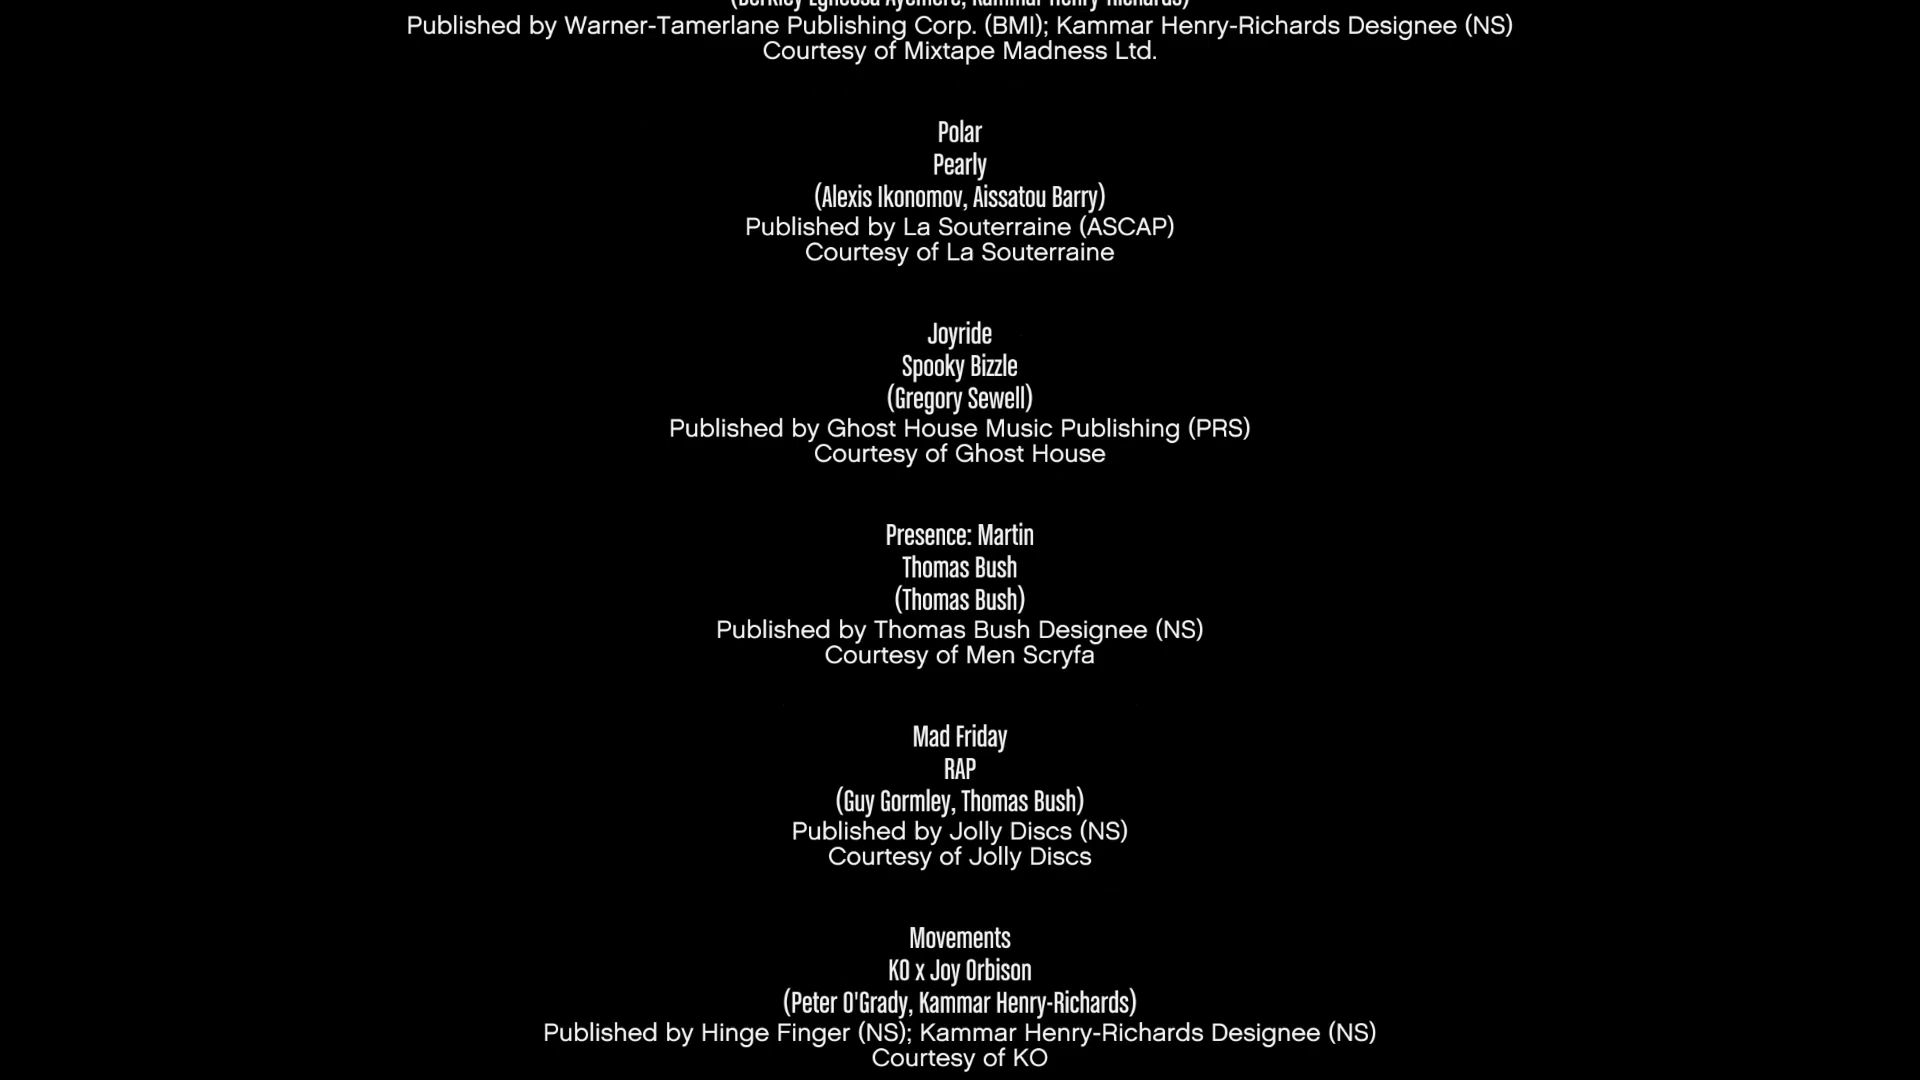 Published by Warner-Tamerlane Publishing Corp. (BMI); Kammar Henry-Richards Designee (NS)
Courtesy of Mixtape Madness Ltd.
Polar
Pearly
(Alexis Ikonomov, Aissatou Barry)
Published by La Souterraine (ASCAP)
Courtesy of La Souterraine
Joyride
Spooky Bizzle
(Gregory Sewell)
Published by Ghost House Music Publishing (PRS)
Courtesy of Ghost House
Presence: Martin
Thomas Bush
(Thomas Bush)
Published by Thomas Bush Designee (NS)
Courtesy of Men Scryfa
Mad Friday
RAP
(Guy Gormley, Thomas Bush)
Published by Jolly Discs (NS)
Courtesy of Jolly Discs
Movements
KO x Joy Orbison
(Peter O'Grady, Kammar Henry-Richards)
Published by Hinge Finger (NS); Kammar Henry-Richards Designee (NS)
Courtesy of KO